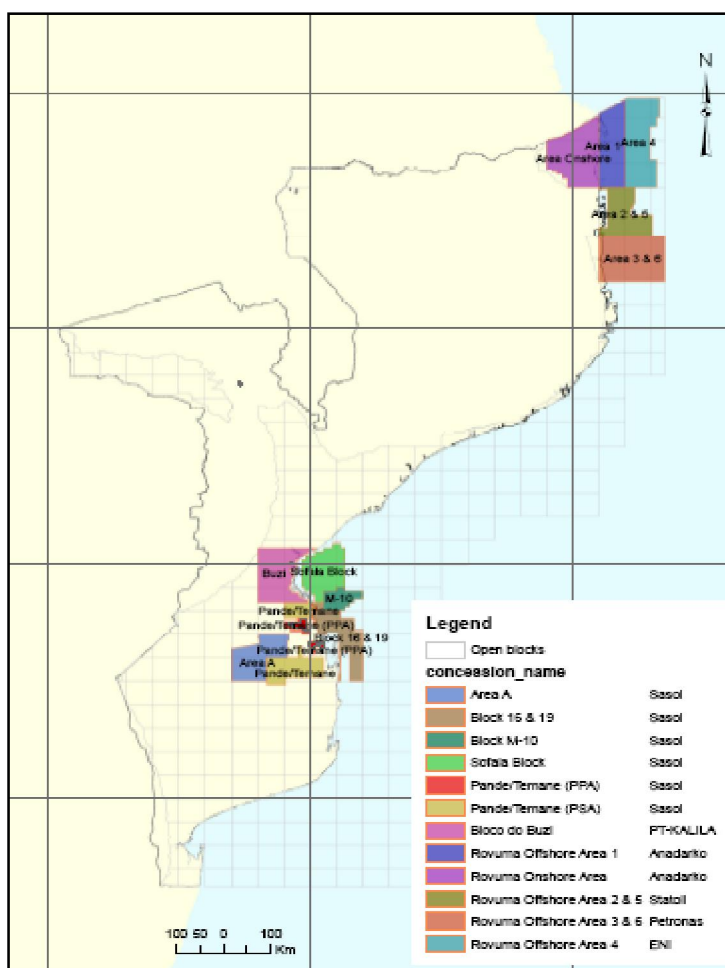 N
Area 1
Area 4
Area Onshore
Area 2 & 5
Area 3 & 6
Buzi
Sofala Block
M-10
Pande/Temane
Pande/Temane (PPA)
Block 16 & 19
Pande/Temane (PPA)
Area A
Pande/Temane
Legend
Open blocks
concession_name
Area A Sasol
Block 16 & 19 Sasol
Block M-10 Sasol
Sofala Block Sasol
Pande/Temane (PPA) Sasol
Pande/Temane (PSA) Sasol
Bloco do Buzi PT-KALILA
Rovuma Offshore Area 1 Anadarko
Rovuma Onshore Area Anadarko
Rovuma Offshore Area 2 & 5 Statoil
Rovuma Offshore Area 3 & 6 Petronas
Rovuma Offshore Area 4 ENI
100 50 0 100
Km